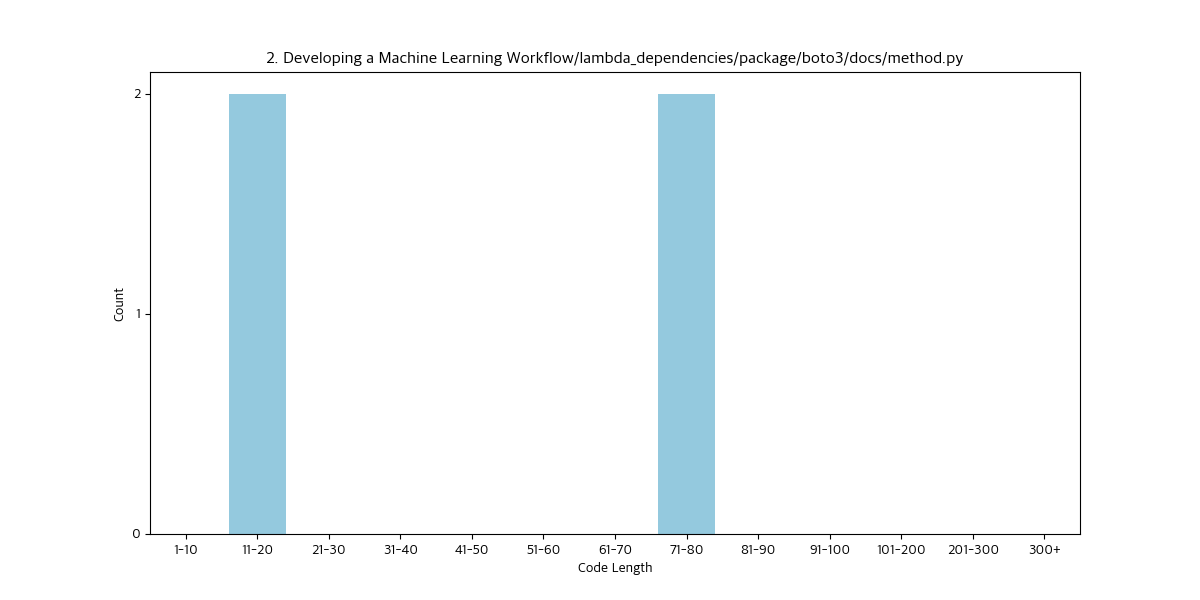 2. Developing a Machine Learning Workflow/lambda_dependencies/package/boto3/docs/method.py
2
1
0
Count
1-10 11-20 21-30 31-40 41-50 51-60 61-70 71-80 81-90 91-100 101-200 201-300 300+
Code Length